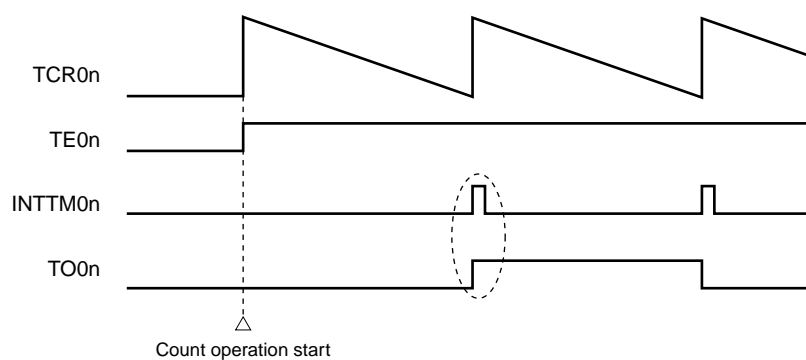 TCR0n
TE0n
INTTM0n
TO0n
Count operation start